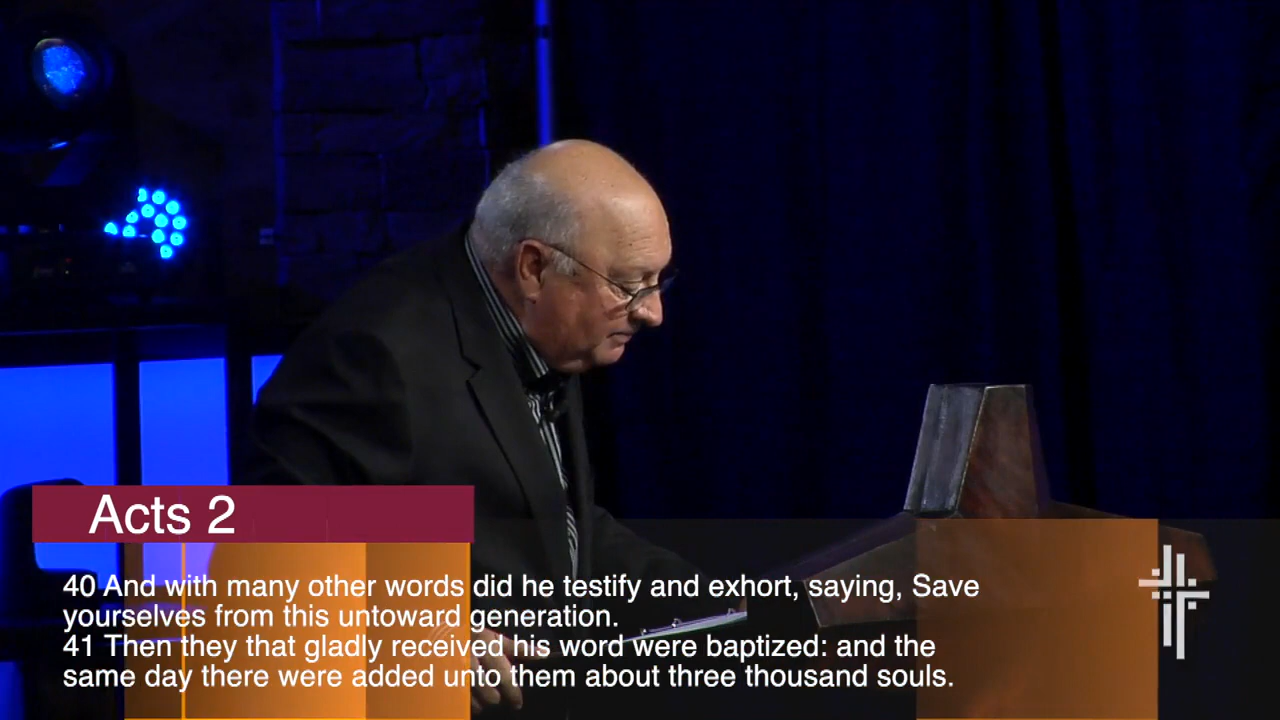 Acts 2
40 And with many other words did he testify and exhort, saying, Save
yourselves from this untoward generation.
41 Then they that gladly received his word were baptized: and the
same day there were added unto them about three thousand souls.